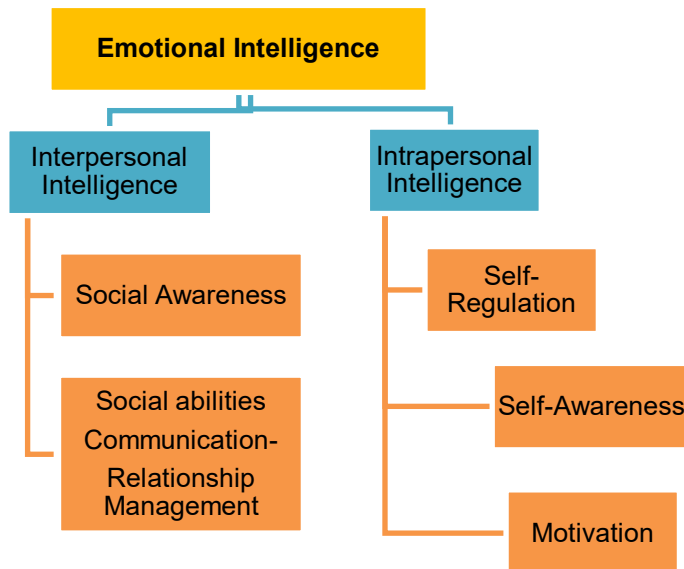 Emotional Intelligence
Interpersonal
Intelligence
Social Awareness
Social abilities
Communication-
Relationship
Management
Intrapersonal
Intelligence
Self-
Regulation
Self-Awareness
Motivation